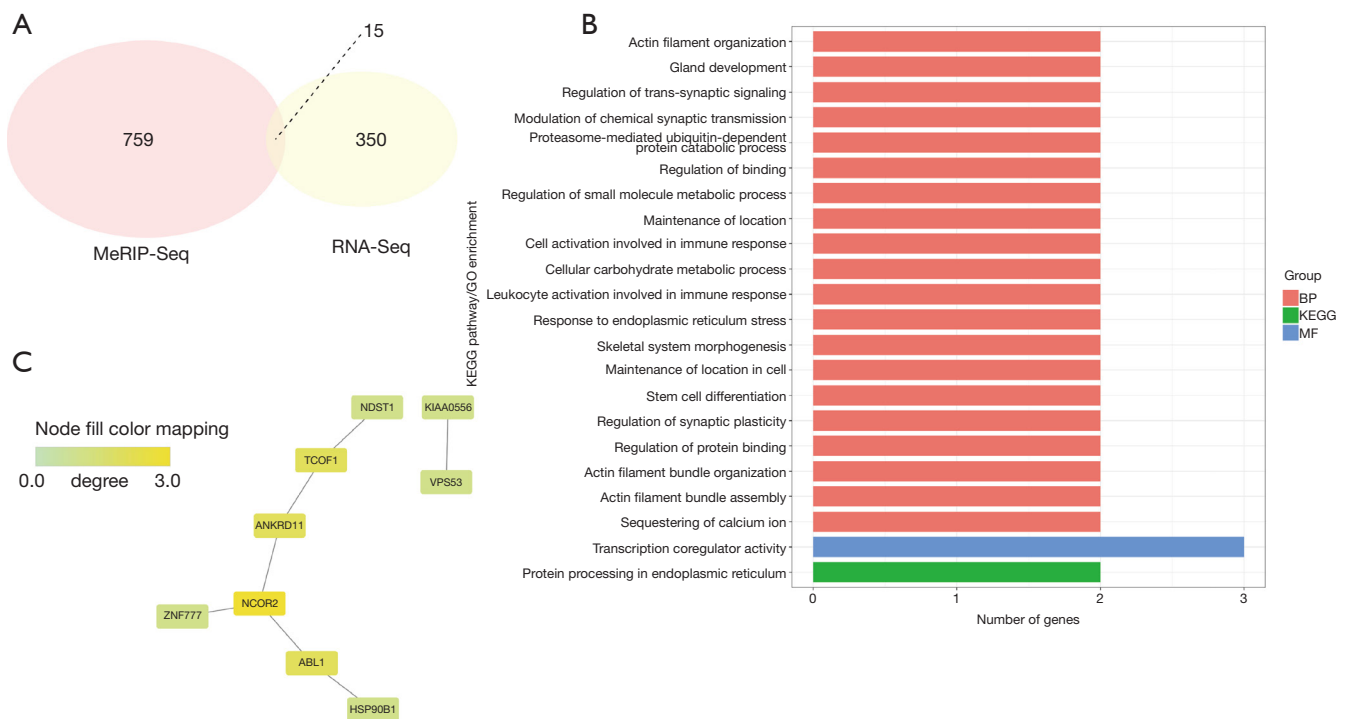 A
15
759
350
MeRIP-Seq
RNA-Seq
B
KEGG pathway/GO enrichment
Actin filament organization
Gland development
Regulation of trans-synaptic signaling
Modulation of chemical synaptic transmission
Proteasome-mediated ubiquitin-dependent
protein catabolic process
Regulation of binding
Regulation of small molecule metabolic process
Maintenance of location
Cell activation involved in immune response
Cellular carbohydrate metabolic process
Leukocyte activation involved in immune response
Response to endoplasmic reticulum stress
Skeletal system morphogenesis
Maintenance of location in cell
Stem cell differentiation
Regulation of synaptic plasticity
Regulation of protein binding
Actin filament bundle organization
Actin filament bundle assembly
Sequestering of calcium ion
Transcription coregulator activity
Protein processing in endoplasmic reticulum
0 1 2 3
Number of genes
Group
BP
KEGG
MF
C
Node fill color mapping
0.0 degree 3.0
NDST1
KIAA0556
TCOF1
VPS53
ANKRD11
NCOR2
ZNF777
ABL1
HSP90B1